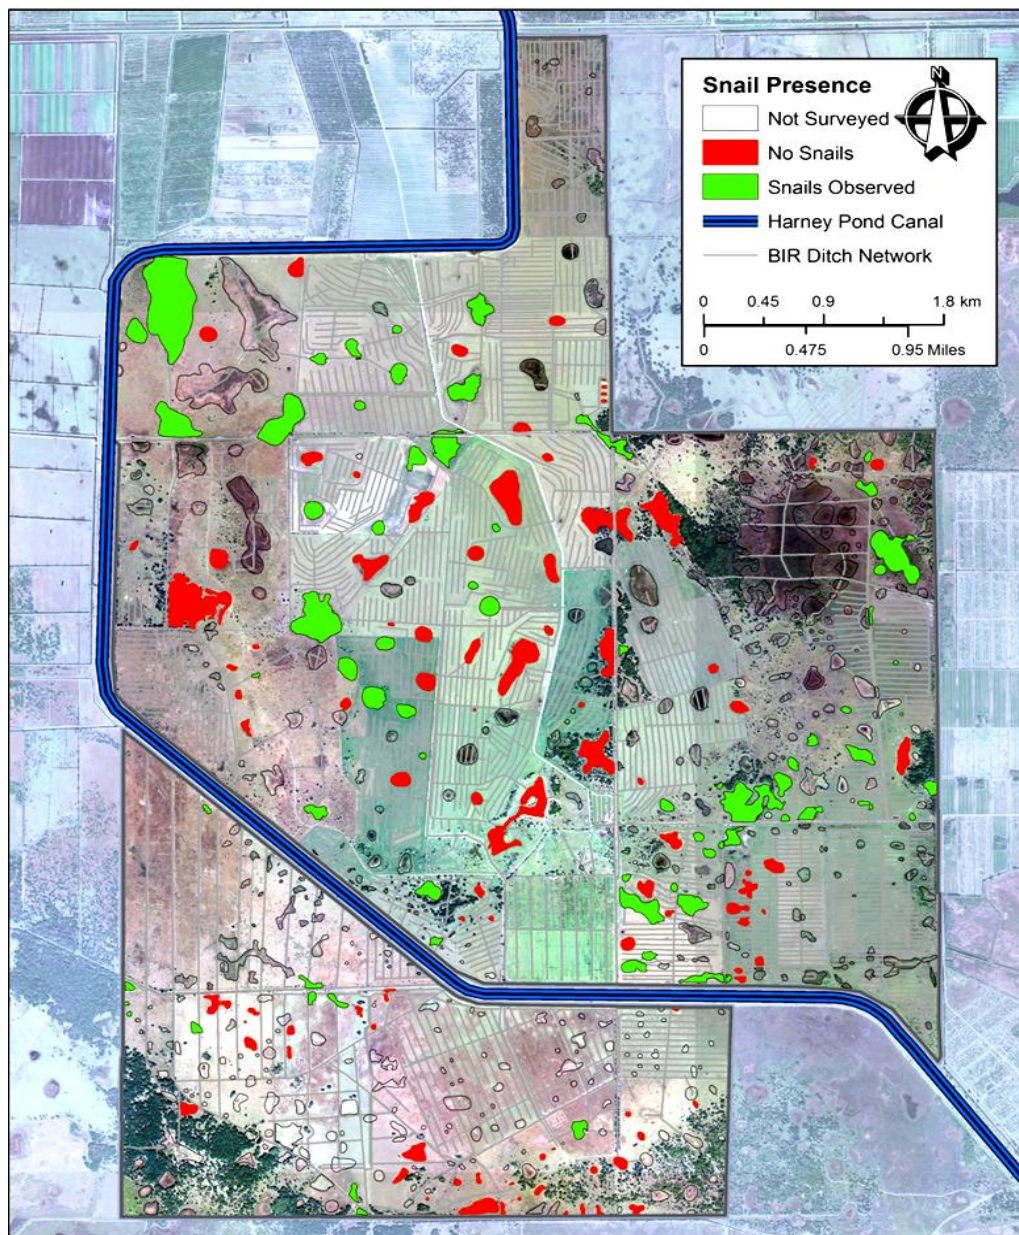 N
Snail Presence
Not Surveyed
No Snails
Snails Observed
Harney Pond Canal
BIR Ditch Network
0 0.45 0.9 1.8 km
0 0.475 0.95 Miles